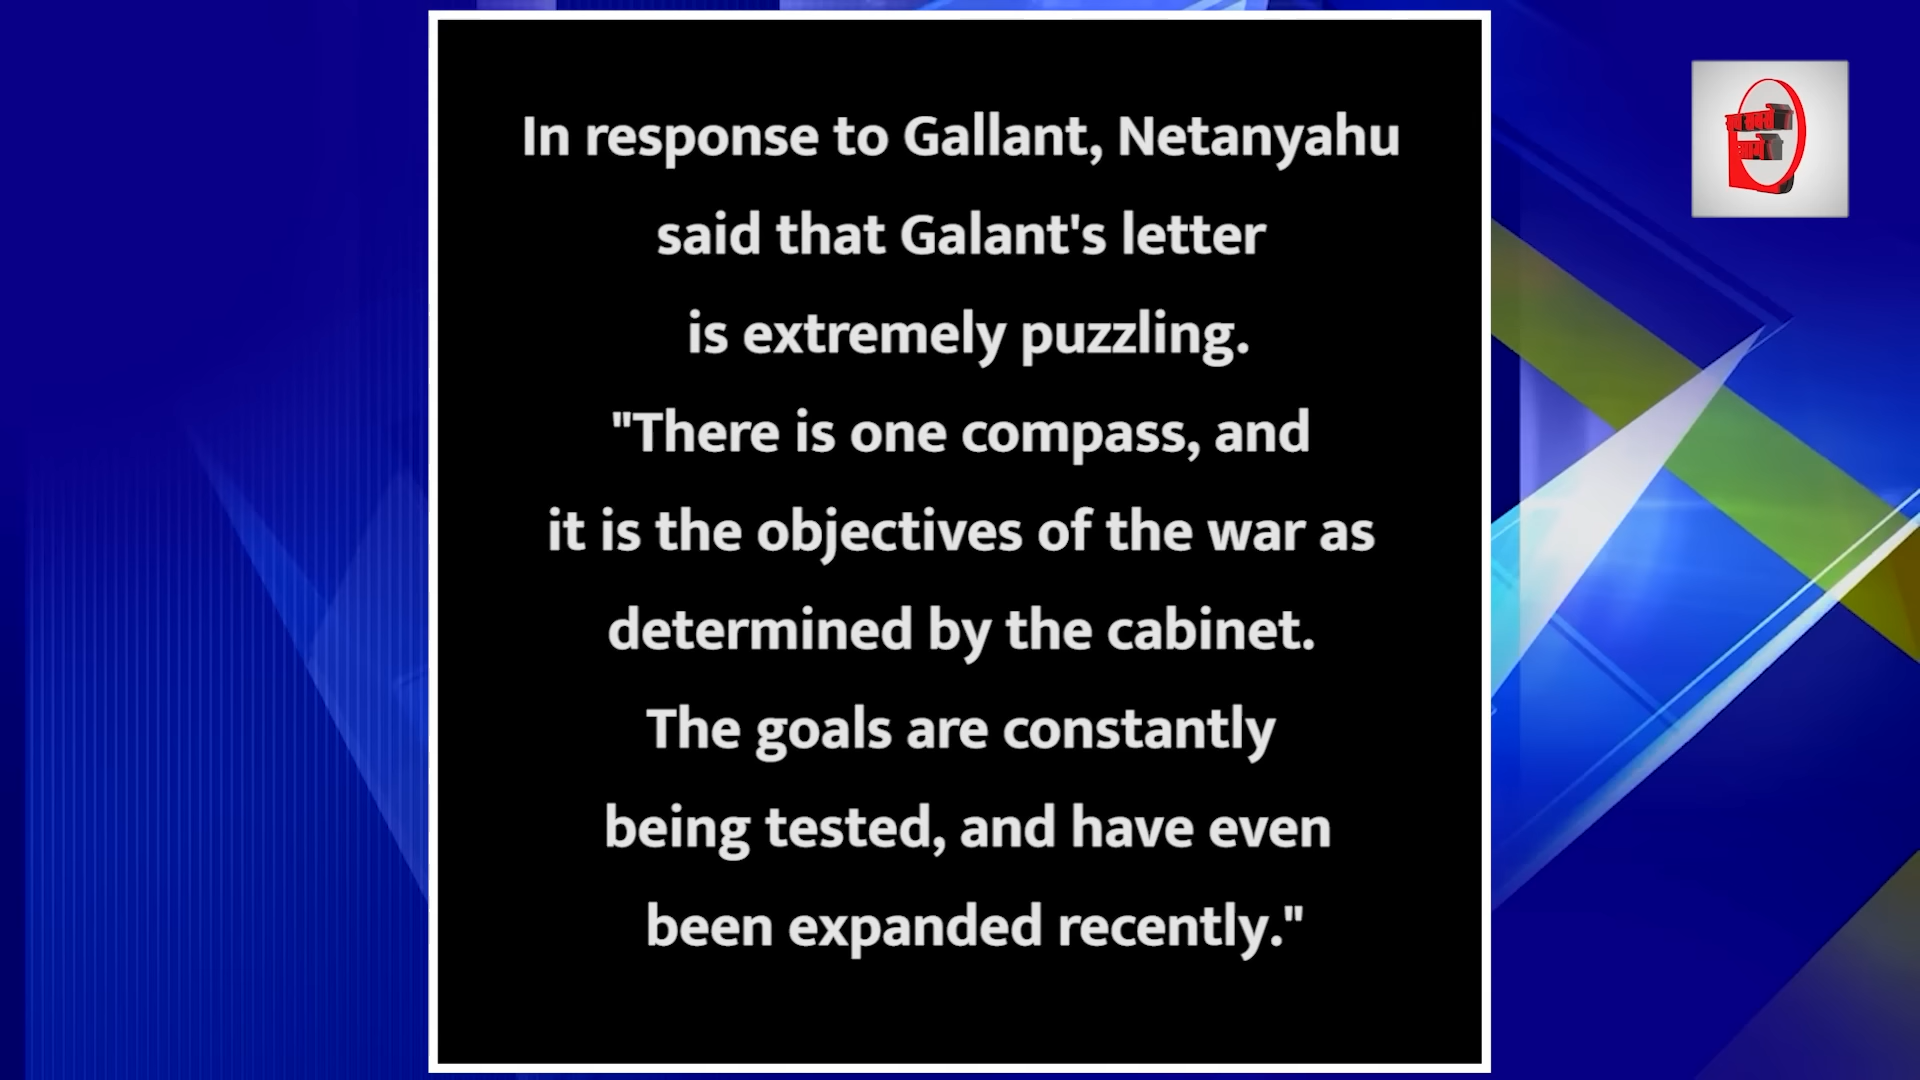 In response to Gallant, Netanyahu
said that Galant's letter
is extremely puzzling.
"There is one compass, and
it is the objectives of the war as
determined by the cabinet.
The goals are constantly
being tested, and have even
been expanded recently."